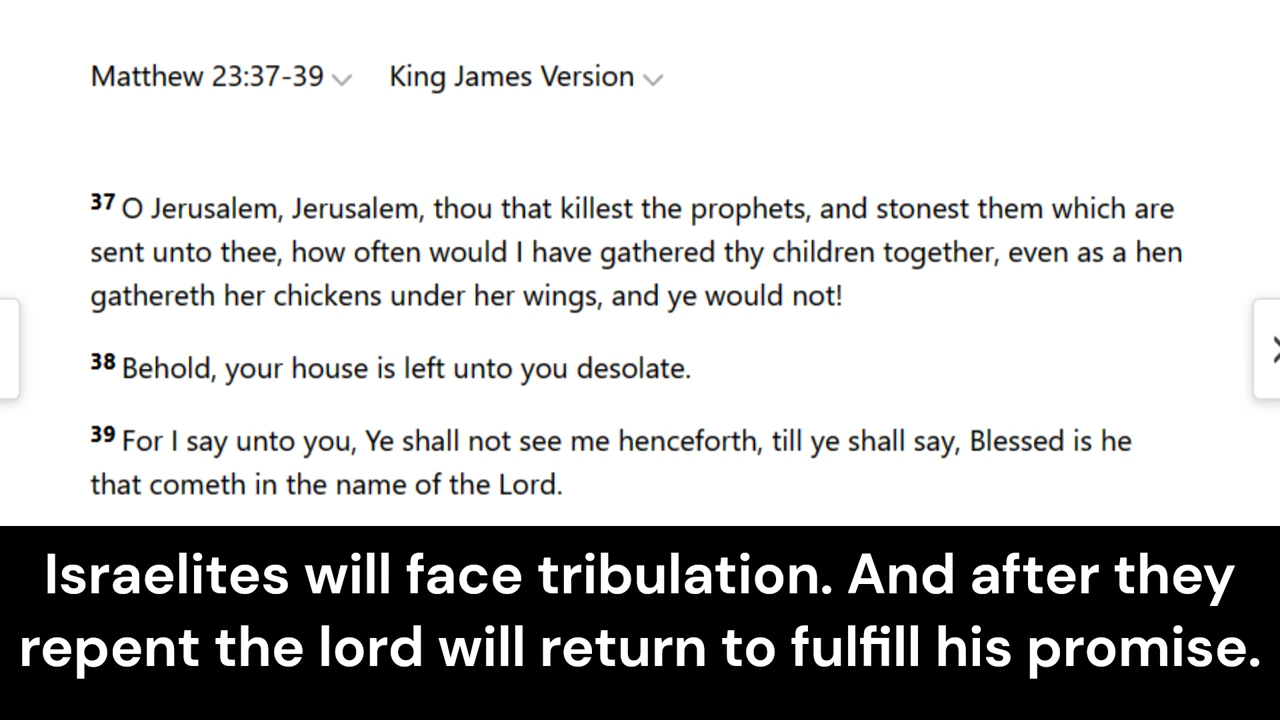 Matthew 23:37-39 King James Version
37 O Jerusalem, Jerusalem, thou that killest the prophets, and stonest them which are
sent unto thee, how often would I have gathered thy children together, even as a hen
gathereth her chickens under her wings, and ye would not!
38 Behold, your house is left unto you desolate.
39 For I say unto you, Ye shall not see me henceforth, till ye shall say, Blessed is he
that cometh in the name of the Lord.
Israelites will face tribulation. And after they
repent the lord will return to fulfill his promise.